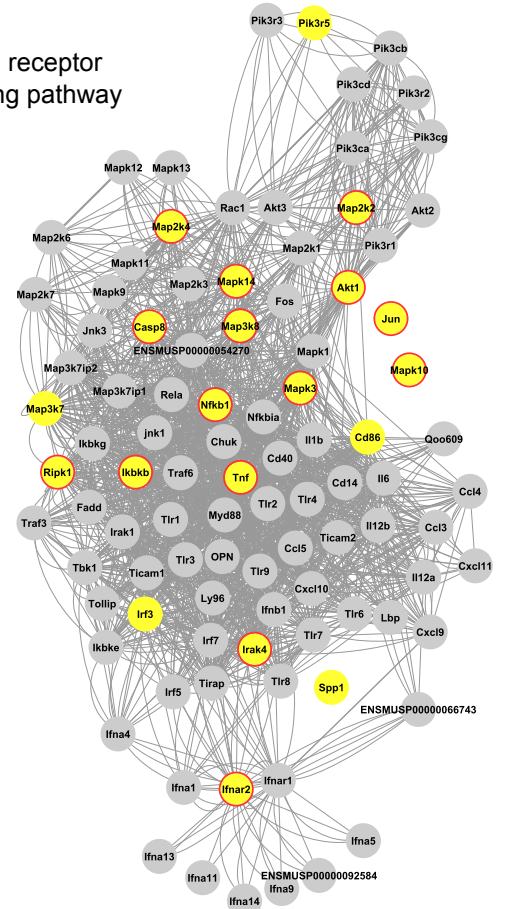 receptor
ng pathway
Pik3r3
Pik3r5
Pik3cb
Pik3cd
Pik3r2
Pik3cg
Pik3ca
Mapk12
Mapk13
Rac1
Akt3
Map2k2
Akt2
Map2k6
Map2k4
Map2k1
Pik3r1
Mapk11
Map2k7
Mapk9
Map2k3
Mapk14
Akt1
Fos
Jnk3
Casp8
Map3k8
Jun
ENSMUSP00000054270
Mapk1
Map3k7ip2
Mapk10
Map3k7ip1
Rela
Mapk3
Map3k7
Nfkb1
Nfkbia
Ikbkg
jnk1
Chuk
Il1b
Cd86
Qoo609
Cd40
Ripk1
Ikbkb
Traf6
Tnf
Cd14
Il6
Ccl4
Fadd
Tlr2
Tlr4
Traf3
Irak1
Tlr1
Myd88
Il12b
Ccl3
Ticam2
Tbk1
Ticam1
Tlr3
OPN
Ccl5
Tlr9
Il12a
Cxcl11
Tollip
Irf3
Ly96
Cxcl10
Ifnb1
Tlr6
Lbp
Ikbke
Irf7
Irak4
Tlr7
Cxcl9
Irf5
Tirap
Tlr8
Spp1
ENSMUSP00000066743
Ifna4
Ifna1
Ifnar2
Ifnar1
Ifna5
Ifna13
Ifna11
ENSMUSP00000092584
Ifna9
Ifna14